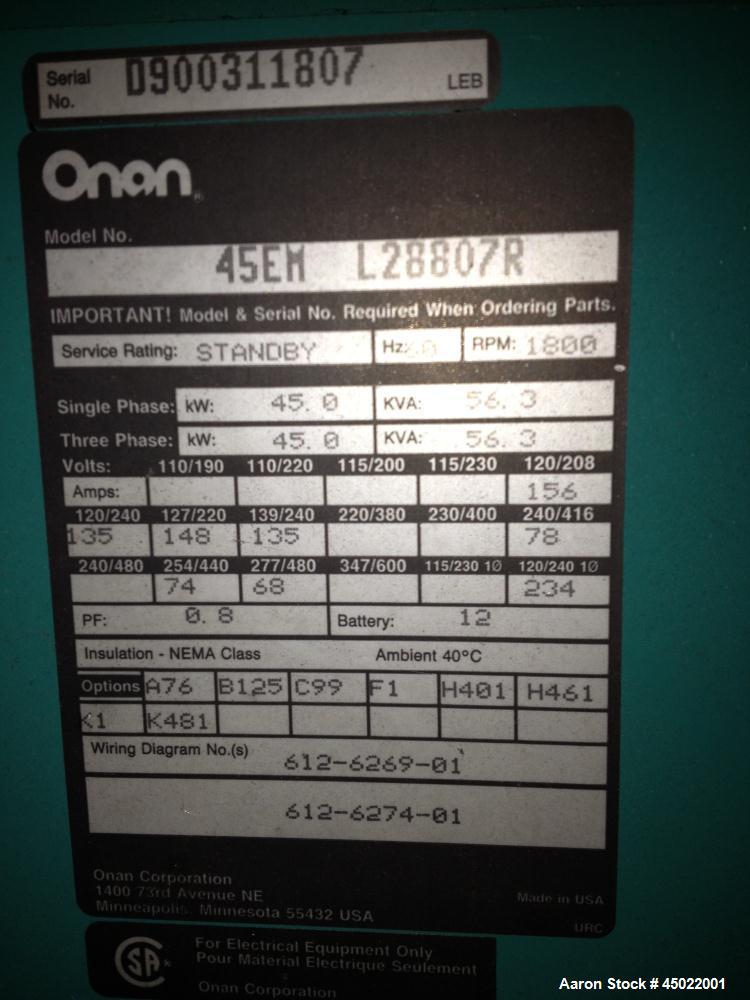 Serial No. D900311807 LEB
Onan
Model No.
45EM L28807R
IMPORTANT! Model & Serial No. Required When Ordering Parts.
Service Rating: STANDBY Hz: RPM: 1800
Single Phase: kW: 45.0 KVA: 56.3
Three Phase: kW: 45.0 KVA: 56.3
Volts: 110/190 110/220 115/200 115/230 120/208
Amps: 156
120/240 127/220 139/240 220/380 230/400 240/416
135 148 135 78
240/480 254/440 277/480 347/600 115/230 1Ø 120/240 1Ø
74 68 234
PF: 0.8 Battery: 12
Insulation - NEMA Class Ambient 40°C
Options A76 B125 C99 F1 H401 H461
K1 K481
Wiring Diagram No.(s) 612-6269-01
612-6274-01
Onan Corporation
1400 73rd Avenue NE
Minneapolis, Minnesota 55432 USA
Made in USA
URC
SA
For Electrical Equipment Only
Pour Material Electrique Seulement
Onan Corporation
Aaron Stock # 45022001